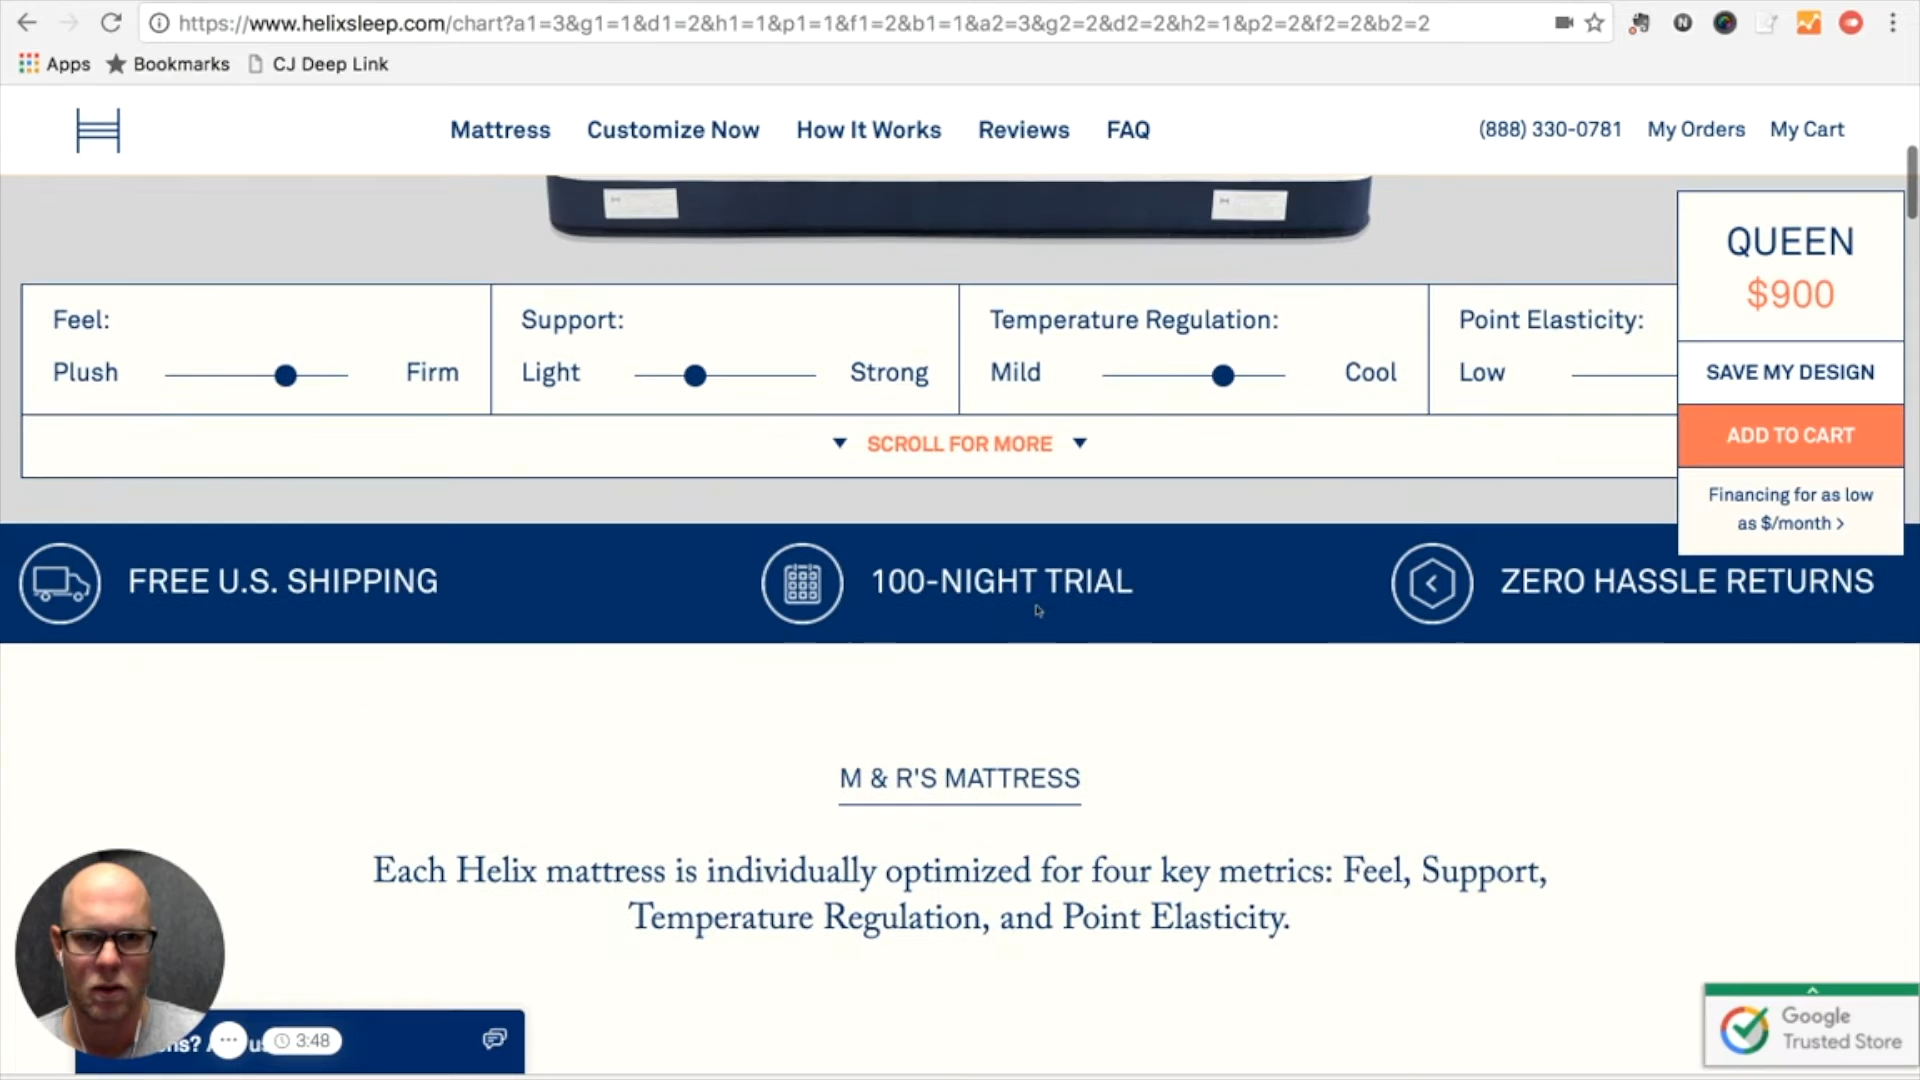 https://www.helixsleep.com/chart?a1=3&g1=1&d1=2&h1=1&p1=1&f1=2&b1=1&a2=3&g2=2&d2=2&h2=1&p2=2&f2=2&b2=2
Apps Bookmarks CJ Deep Link
Mattress Customize Now How It Works Reviews FAQ (888) 330-0781 My Orders My Cart
QUEEN
$900
Feel: Support: Temperature Regulation: Point Elasticity:
Plush Firm Light Strong Mild Cool Low
SAVE MY DESIGN
ADD TO CART
SCROLL FOR MORE
Financing for as low
as $/month >
FREE U.S. SHIPPING 100-NIGHT TRIAL ZERO HASSLE RETURNS
M & R'S MATTRESS
Each Helix mattress is individually optimized for four key metrics: Feel, Support,
Temperature Regulation, and Point Elasticity.
3:48
Google
Trusted Store